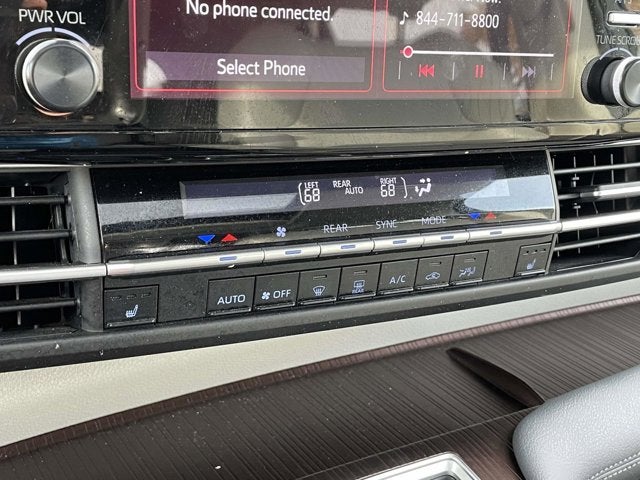 PWR VOL
No phone connected.
♪ 844-711-8800
TUNE SCROLL
Select Phone
LEFT 68
REAR AUTO
RIGHT 68
REAR SYNC MODE
AUTO
OFF
REAR
A/C